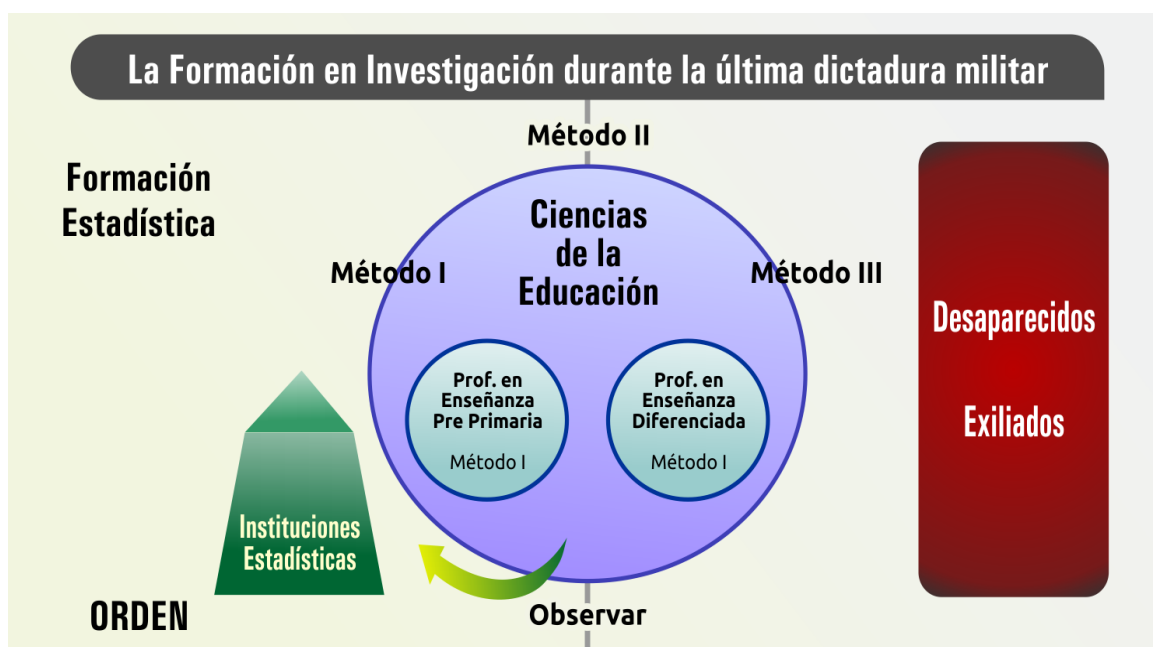 La Formación en Investigación durante la última dictadura militar
Método II
Formación
Estadística
Ciencias
de la
Educación
Método I
Método III
Desaparecidos
Exiliados
Prof. en
Enseñanza
Pre Primaria
Método I
Prof. en
Enseñanza
Diferenciada
Método I
Instituciones
Estadísticas
ORDEN
Observar